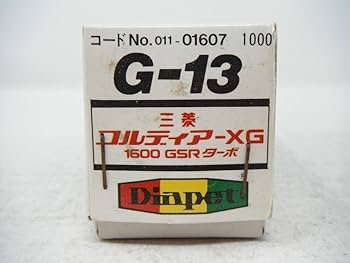 コードNo.011-01607 1000
G-13
三菱
コルディアーXG
1600 GSRターボ
Diapet